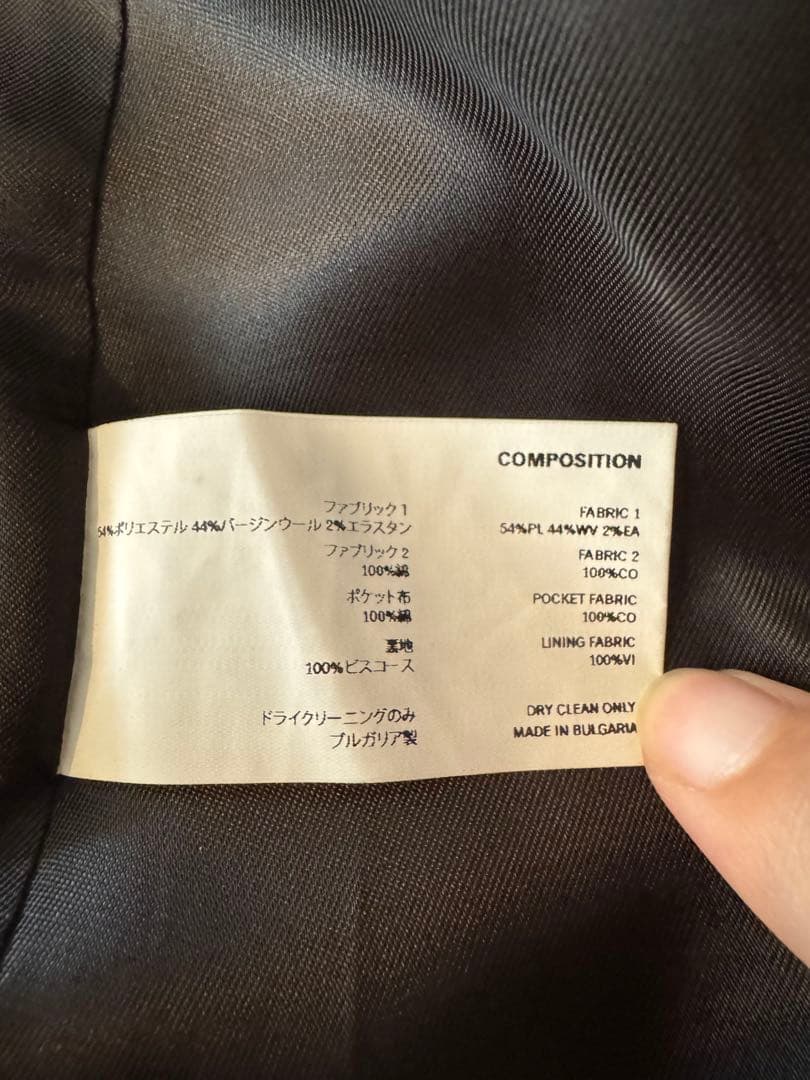 COMPOSITION
ファブリック1
54%ポリエステル 44%バージンウール 2%エラスタン
ファブリック2
100%綿
ポケット布
100%綿
裏地
100%ビスコース
ドライクリーニングのみ
ブルガリア製
FABRIC 1
54%PL 44%WV 2%EA
FABRIC 2
100%CO
POCKET FABRIC
100%CO
LINING FABRIC
100%VI
DRY CLEAN ONLY
MADE IN BULGARIA